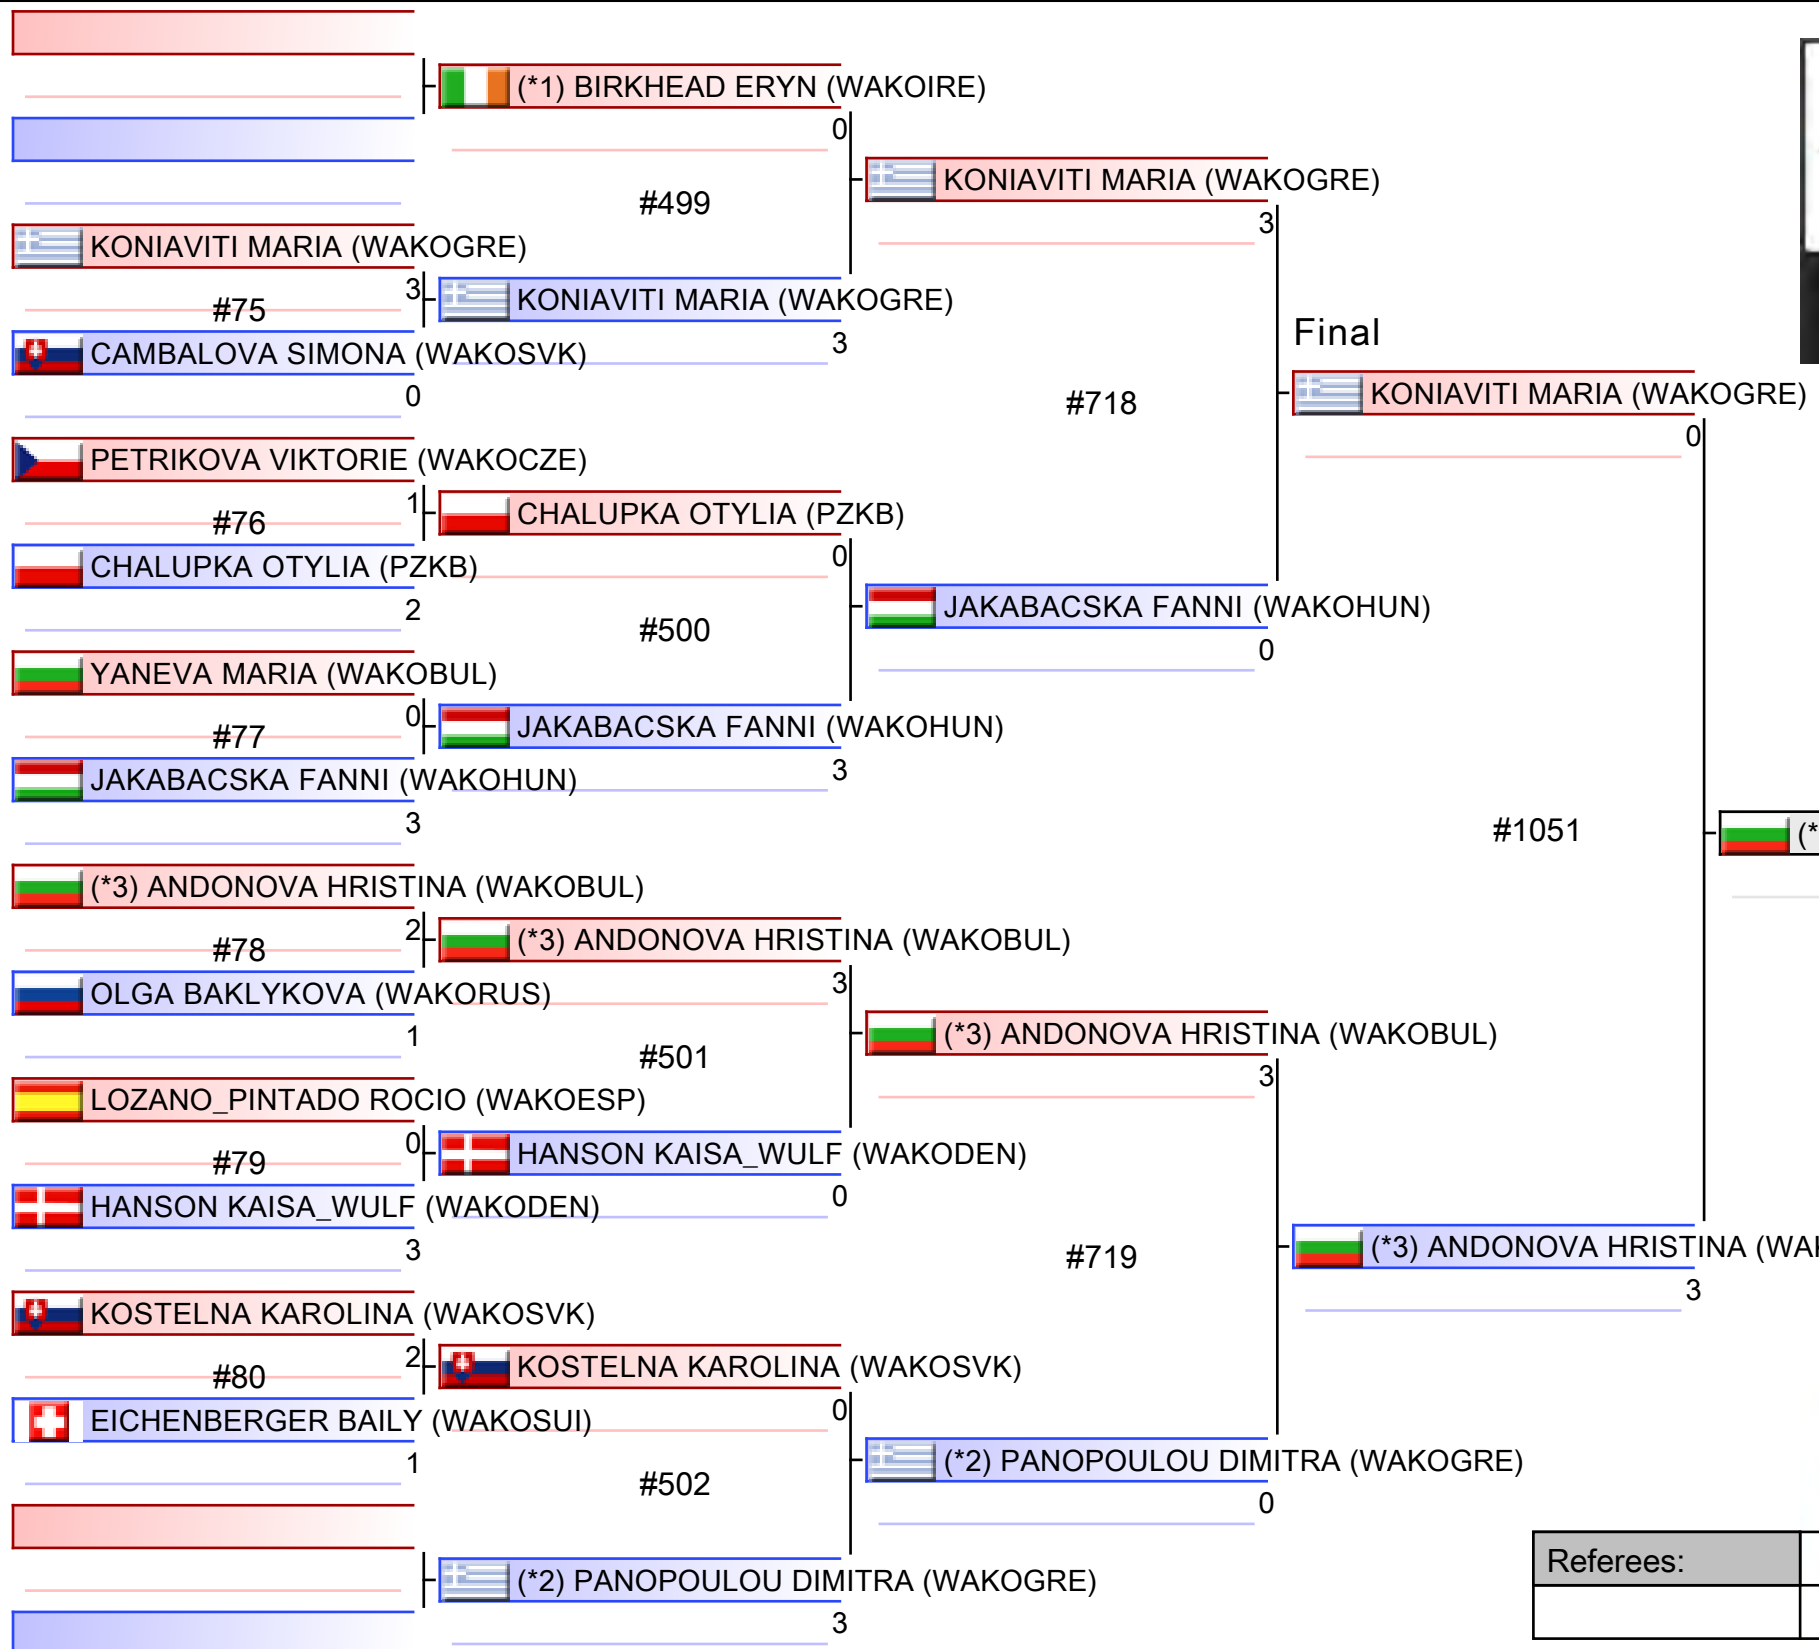 (*1) BIRKHEAD ERYN (WAKOIRE)
0
#499
KONIAVITI MARIA (WAKOGRE)
3
KONIAVITI MARIA (WAKOGRE)
3
#75
KONIAVITI MARIA (WAKOGRE)
3
CAMBALOVA SIMONA (WAKOSVK)
0
Final
#718
KONIAVITI MARIA (WAKOGRE)
0
PETRIKOVA VIKTORIE (WAKOCZE)
1
#76
CHALUPKA OTYLIA (PZKB)
0
CHALUPKA OTYLIA (PZKB)
2
#500
JAKABACSKA FANNI (WAKOHUN)
0
YANEVA MARIA (WAKOBUL)
0
#77
JAKABACSKA FANNI (WAKOHUN)
3
JAKABACSKA FANNI (WAKOHUN)
3
#1051
(*
(*3) ANDONOVA HRISTINA (WAKOBUL)
2
#78
(*3) ANDONOVA HRISTINA (WAKOBUL)
3
OLGA BAKLYKOVA (WAKORUS)
1
#501
(*3) ANDONOVA HRISTINA (WAKOBUL)
3
LOZANO_PINTADO ROCIO (WAKOESP)
0
#79
HANSON KAISA_WULF (WAKODEN)
0
HANSON KAISA_WULF (WAKODEN)
3
#719
(*3) ANDONOVA HRISTINA (WAK
3
KOSTELNA KAROLINA (WAKOSVK)
2
#80
KOSTELNA KAROLINA (WAKOSVK)
0
EICHENBERGER BAILY (WAKOSUI)
1
#502
(*2) PANOPOULOU DIMITRA (WAKOGRE)
0
(*2) PANOPOULOU DIMITRA (WAKOGRE)
3
Referees: